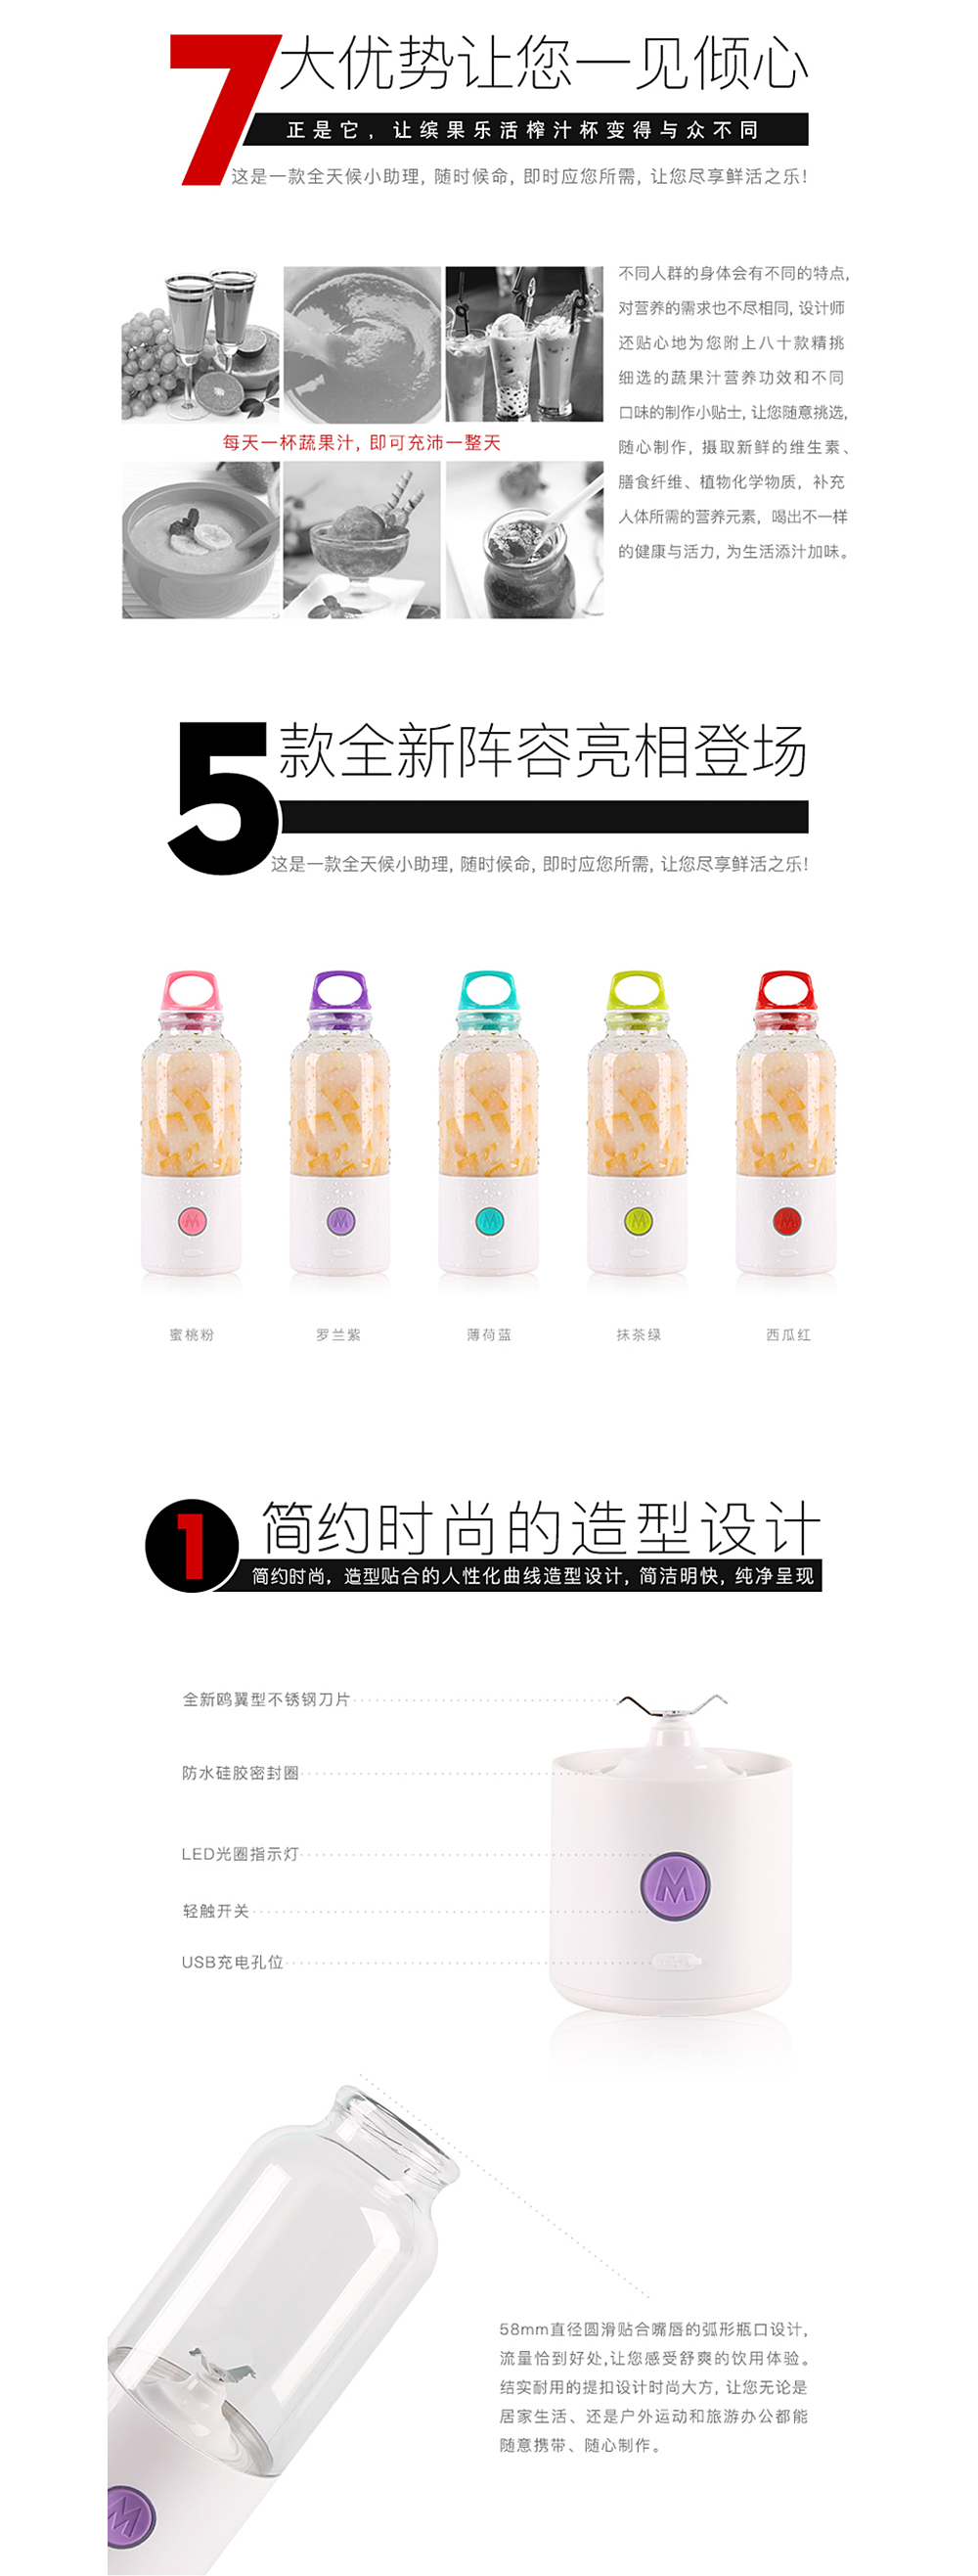 7大优势让您一见倾心
正是它，让缤果乐活榨汁杯变得与众不同
这是一款全天候小助理, 随时候命, 即时应您所需, 让您尽享鲜活之乐!
不同人群的身体会有不同的特点,
对营养的需求也不尽相同, 设计师
还贴心地为您附上八十款精挑
细选的蔬果汁营养功效和不同
口味的制作小贴士, 让您随意挑选,
随心制作, 摄取新鲜的维生素、
膳食纤维、植物化学物质, 补充
人体所需的营养元素, 喝出不一样
的健康与活力, 为生活添汁加味。
每天一杯蔬果汁, 即可充沛一整天
5款全新阵容亮相登场
这是一款全天候小助理, 随时候命, 即时应您所需, 让您尽享鲜活之乐!
M M M M M
蜜桃粉 罗兰紫 薄荷蓝 抹茶绿 西瓜红
1 简约时尚的造型设计
简约时尚, 造型贴合的人性化曲线造型设计, 简洁明快, 纯净呈现
全新鸥翼型不锈钢刀片
防水硅胶密封圈
LED光圈指示灯
轻触开关
USB充电孔位
M
58mm直径圆滑贴合嘴唇的弧形瓶口设计,
流量恰到好处,让您感受舒爽的饮用体验。
结实耐用的提扣设计时尚大方, 让您无论是
居家生活、还是户外运动和旅游办公都能
随意携带、随心制作。
M